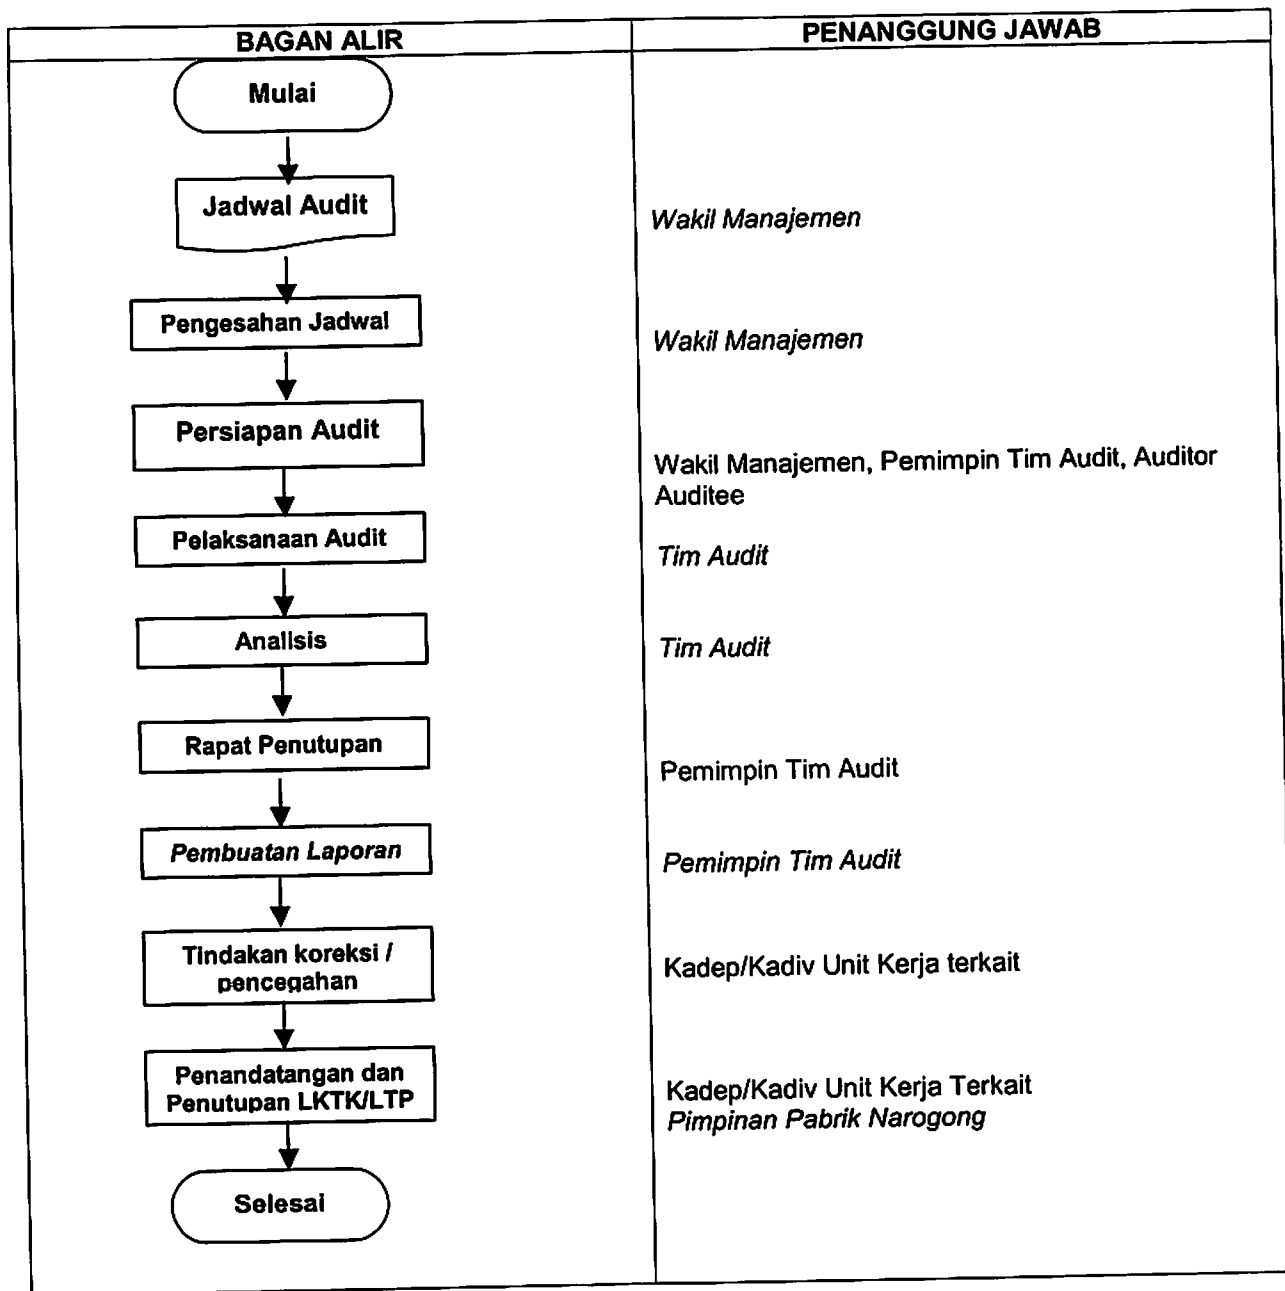 BAGAN ALIR
PENANGGUNG JAWAB
Mulai
Jadwal Audit
Wakil Manajemen
Pengesahan Jadwal
Wakil Manajemen
Persiapan Audit
Wakil Manajemen, Pemimpin Tim Audit, Auditor
Auditee
Pelaksanaan Audit
Tim Audit
Analisis
Tim Audit
Rapat Penutupan
Pemimpin Tim Audit
Pembuatan Laporan
Pemimpin Tim Audit
Tindakan koreksi /
pencegahan
Kadep/Kadiv Unit Kerja terkait
Penandatangan dan
Penutupan LKTK/LTP
Kadep/Kadiv Unit Kerja Terkait
Pimpinan Pabrik Narogong
Selesai